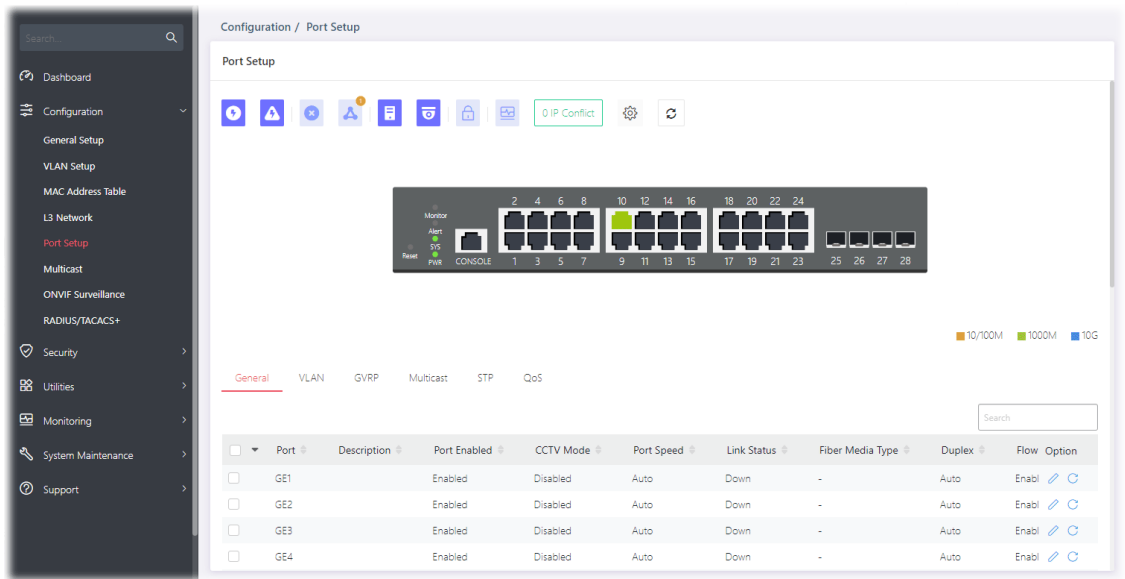 Search...
Dashboard
Configuration
General Setup
VLAN Setup
MAC Address Table
L3 Network
Port Setup
Multicast
ONVIF Surveillance
RADIUS/TACACS+
Security
Utilities
Monitoring
System Maintenance
Support
Configuration / Port Setup
Port Setup
0 IP Conflict
2 4 6 8 10 12 14 16 18 20 22 24
Monitor
Alert
SYS
Reset PWR CONSOLE 1 3 5 7 9 11 13 15 17 19 21 23 25 26 27 28
10/100M 1000M 10G
General VLAN GVRP Multicast STP QoS
Search
Port Description Port Enabled CCTV Mode Port Speed Link Status Fiber Media Type Duplex Flow Option
GE1 Enabled Disabled Auto Down - Auto Enabl
GE2 Enabled Disabled Auto Down - Auto Enabl
GE3 Enabled Disabled Auto Down - Auto Enabl
GE4 Enabled Disabled Auto Down - Auto Enabl